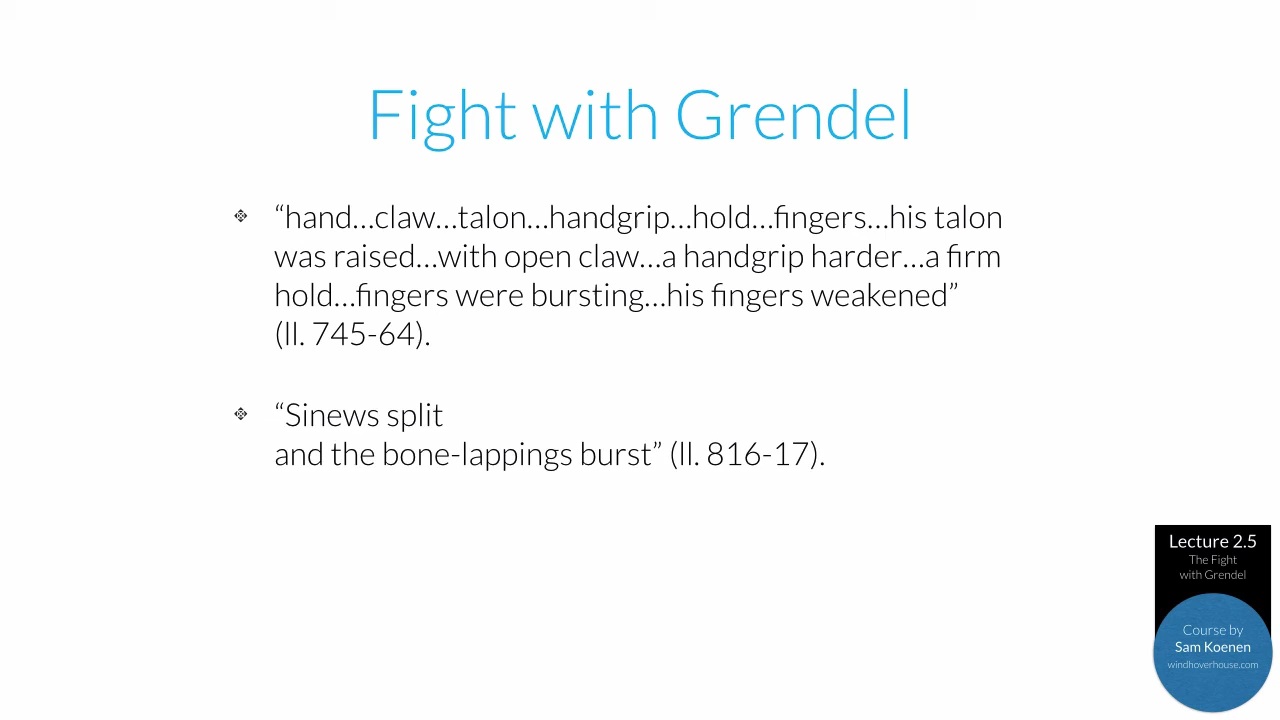 Fight with Grendel
“hand...claw...talon...handgrip...hold...fingers...his talon
was raised...with open claw...a handgrip harder...a firm
hold...fingers were bursting...his fingers weakened”
(ll. 745-64).
“Sinews split
and the bone-lappings burst” (ll. 816-17).
Lecture 2.5
The Fight
with Grendel
Course by
Sam Koenen
windhoverhouse.com